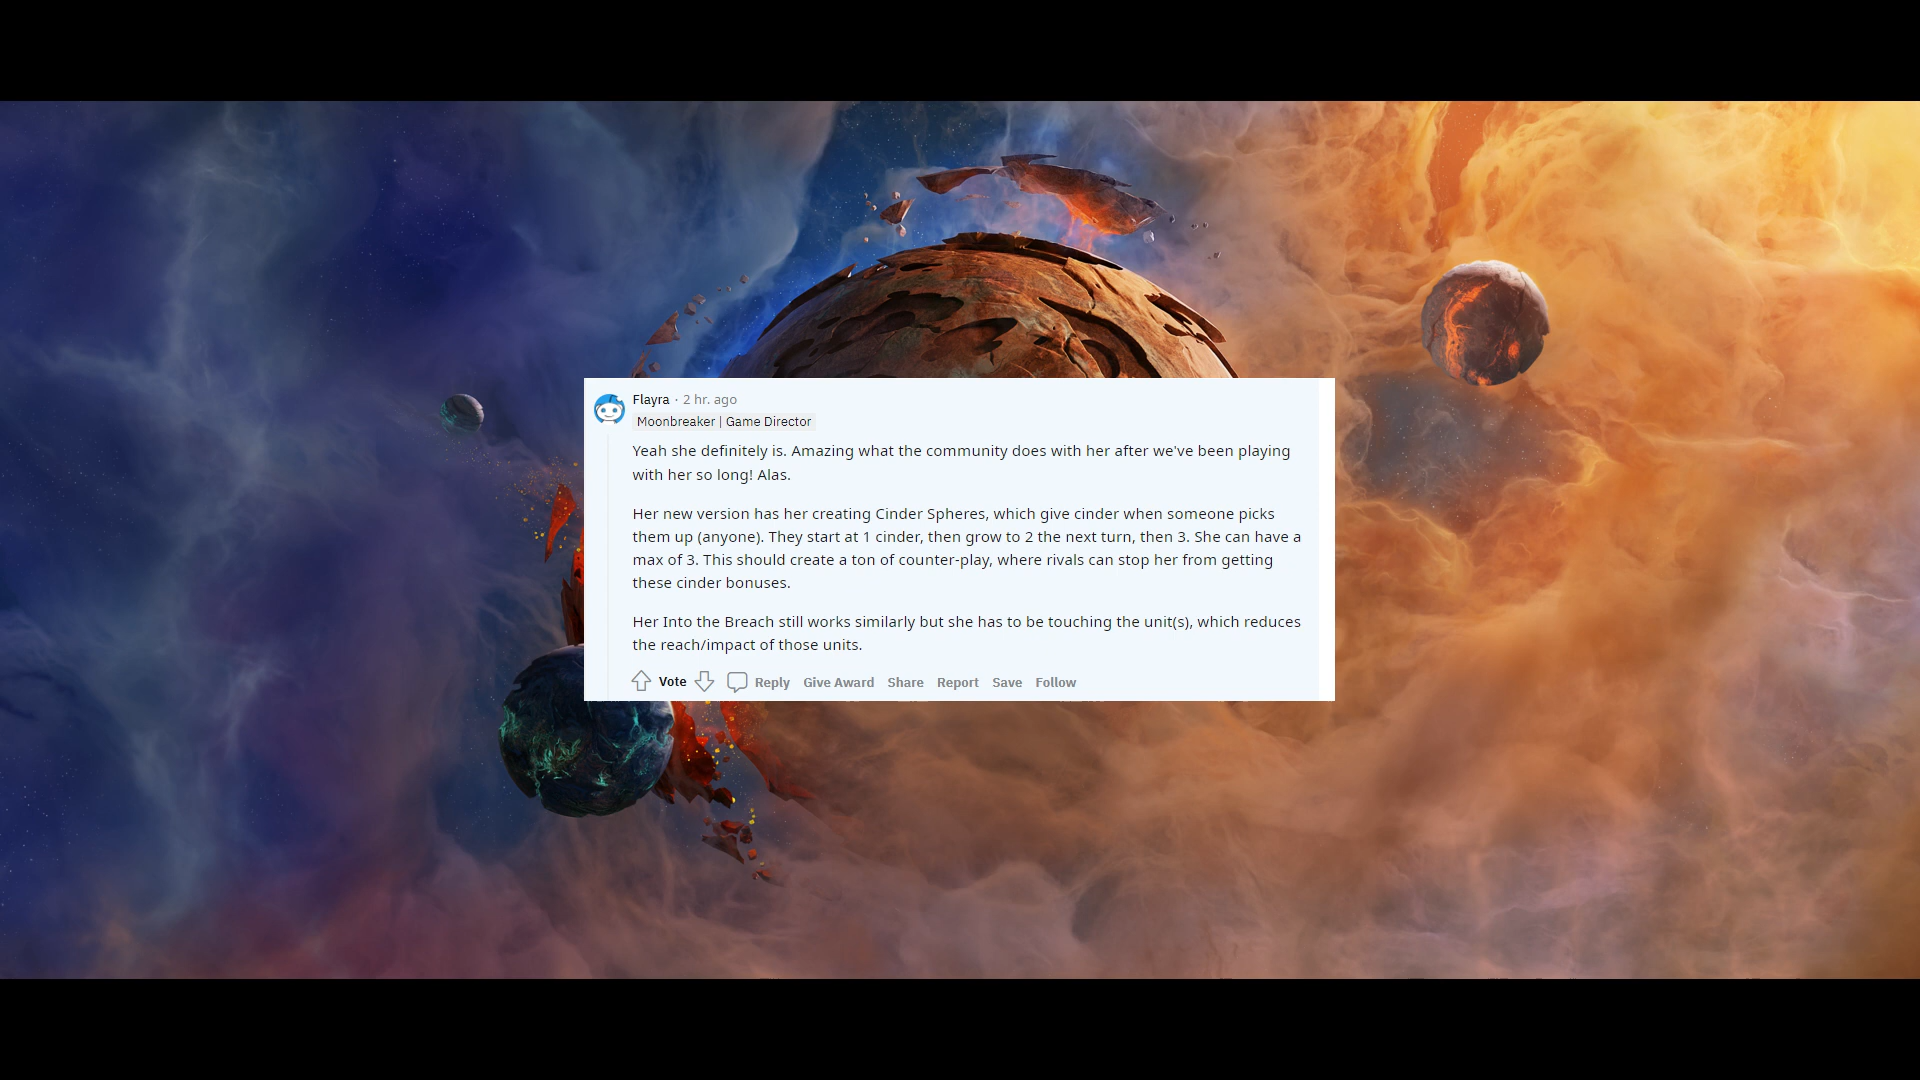 Flayra · 2 hr. ago
Moonbreaker | Game Director
Yeah she definitely is. Amazing what the community does with her after we've been playing
with her so long! Alas.
Her new version has her creating Cinder Spheres, which give cinder when someone picks
them up (anyone). They start at 1 cinder, then grow to 2 the next turn, then 3. She can have a
max of 3. This should create a ton of counter-play, where rivals can stop her from getting
these cinder bonuses.
Her Into the Breach still works similarly but she has to be touching the unit(s), which reduces
the reach/impact of those units.
Vote Reply Give Award Share Report Save Follow